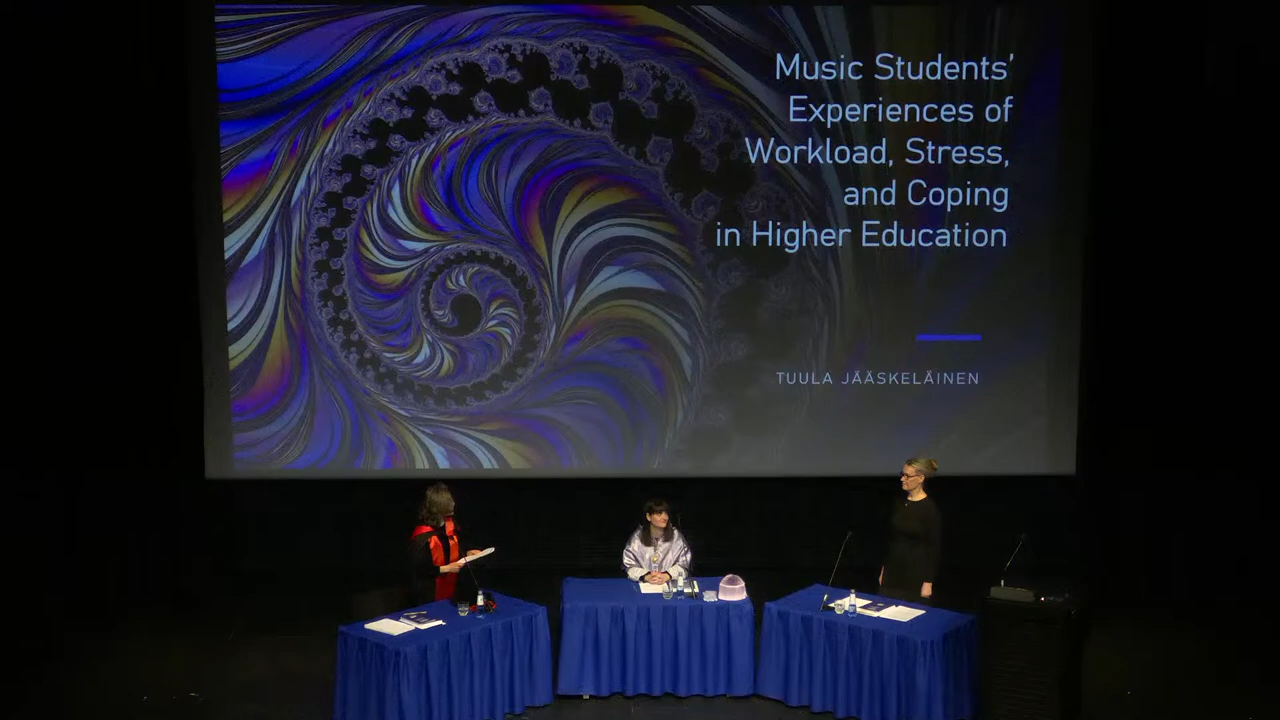 Music Students’
Experiences of
Workload, Stress,
and Coping
in Higher Education
TUULA JÄÄSKELÄINEN